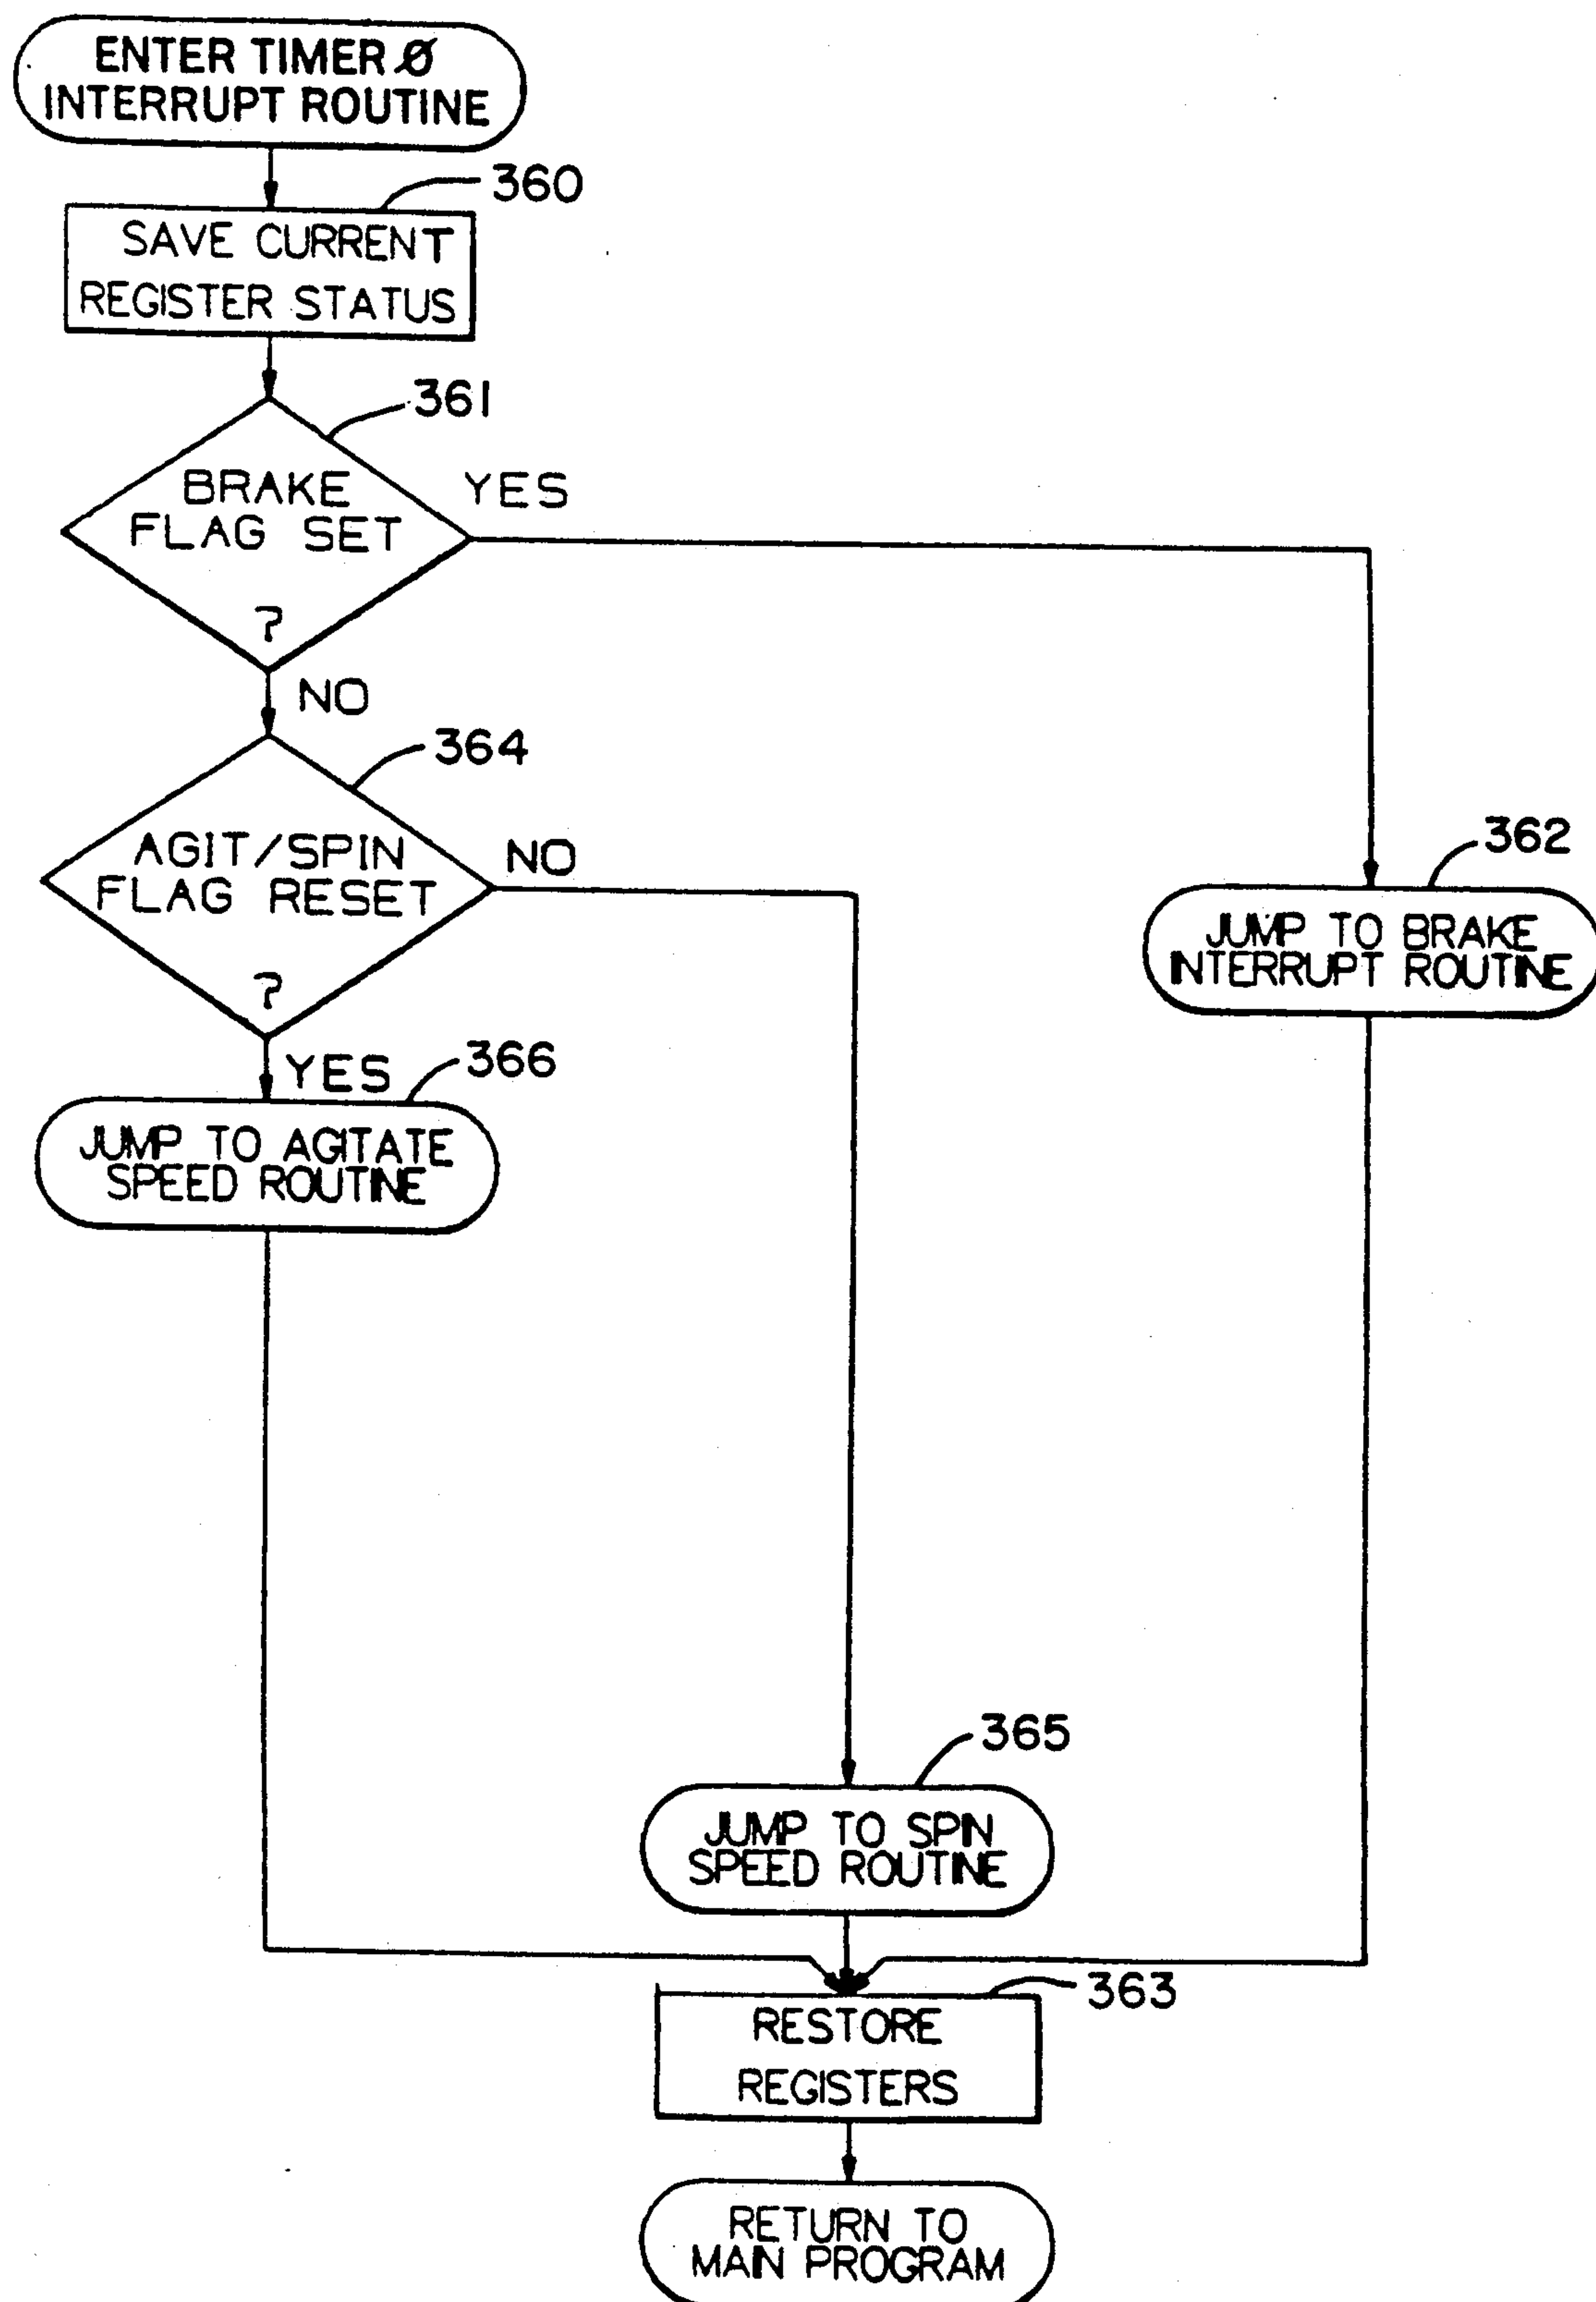 ENTER TIMER Ø
INTERRUPT ROUTINE
360
SAVE CURRENT
REGISTER STATUS
361
BRAKE
FLAG SET
?
YES
NO
364
AGIT/SPIN
FLAG RESET
?
NO
YES
362
JUMP TO BRAKE
INTERRUPT ROUTINE
366
JUMP TO AGITATE
SPEED ROUTINE
365
JUMP TO SPIN
SPEED ROUTINE
363
RESTORE
REGISTERS
RETURN TO
MAIN PROGRAM